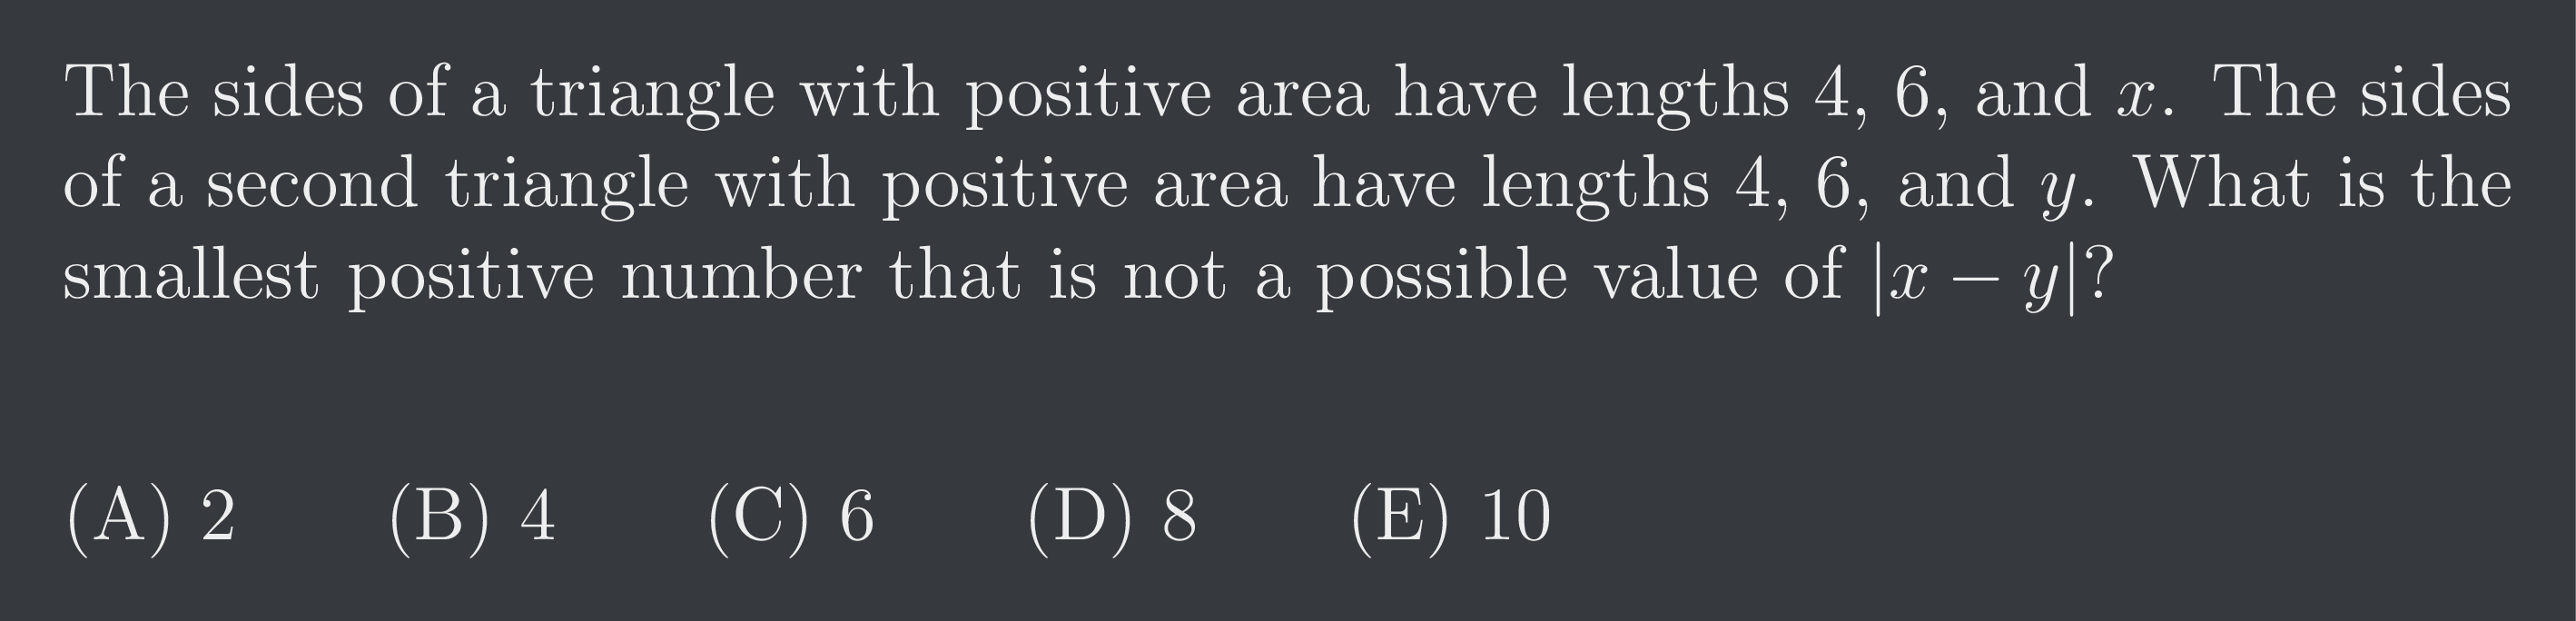 The sides of a triangle with positive area have lengths 4, 6, and x. The sides
of a second triangle with positive area have lengths 4, 6, and y. What is the
smallest positive number that is not a possible value of |x − y|?
(A) 2 (B) 4 (C) 6 (D) 8 (E) 10